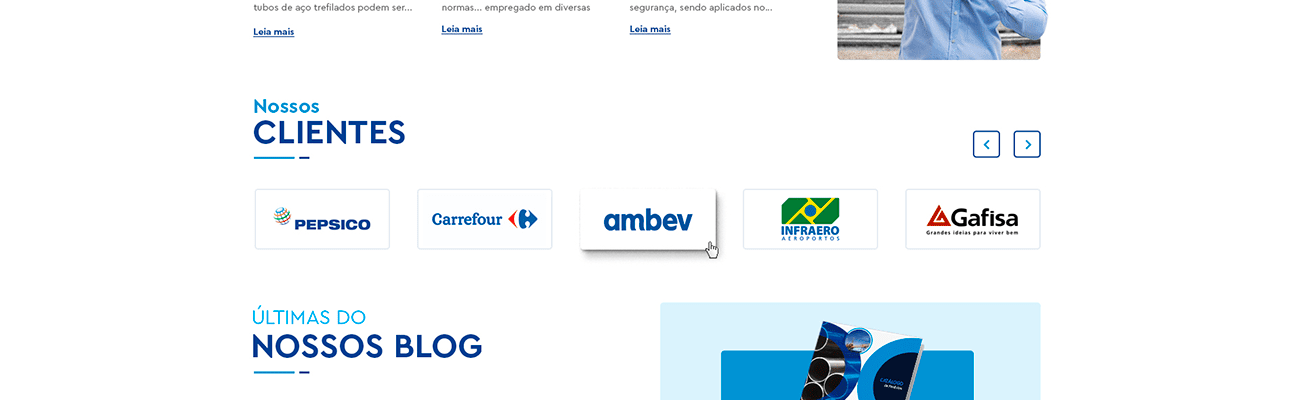 tubos de aço trefilados podem ser...
normas... empregado em diversas
segurança, sendo aplicados no...
Leia mais
Leia mais
Leia mais
Nossos
CLIENTES
PEPSICO
Carrefour
ambev
INFRAERO
AEROPORTOS
Gafisa
Grandes ideias para viver bem
ÚLTIMAS DO
NOSSOS BLOG
CATÁLOGO